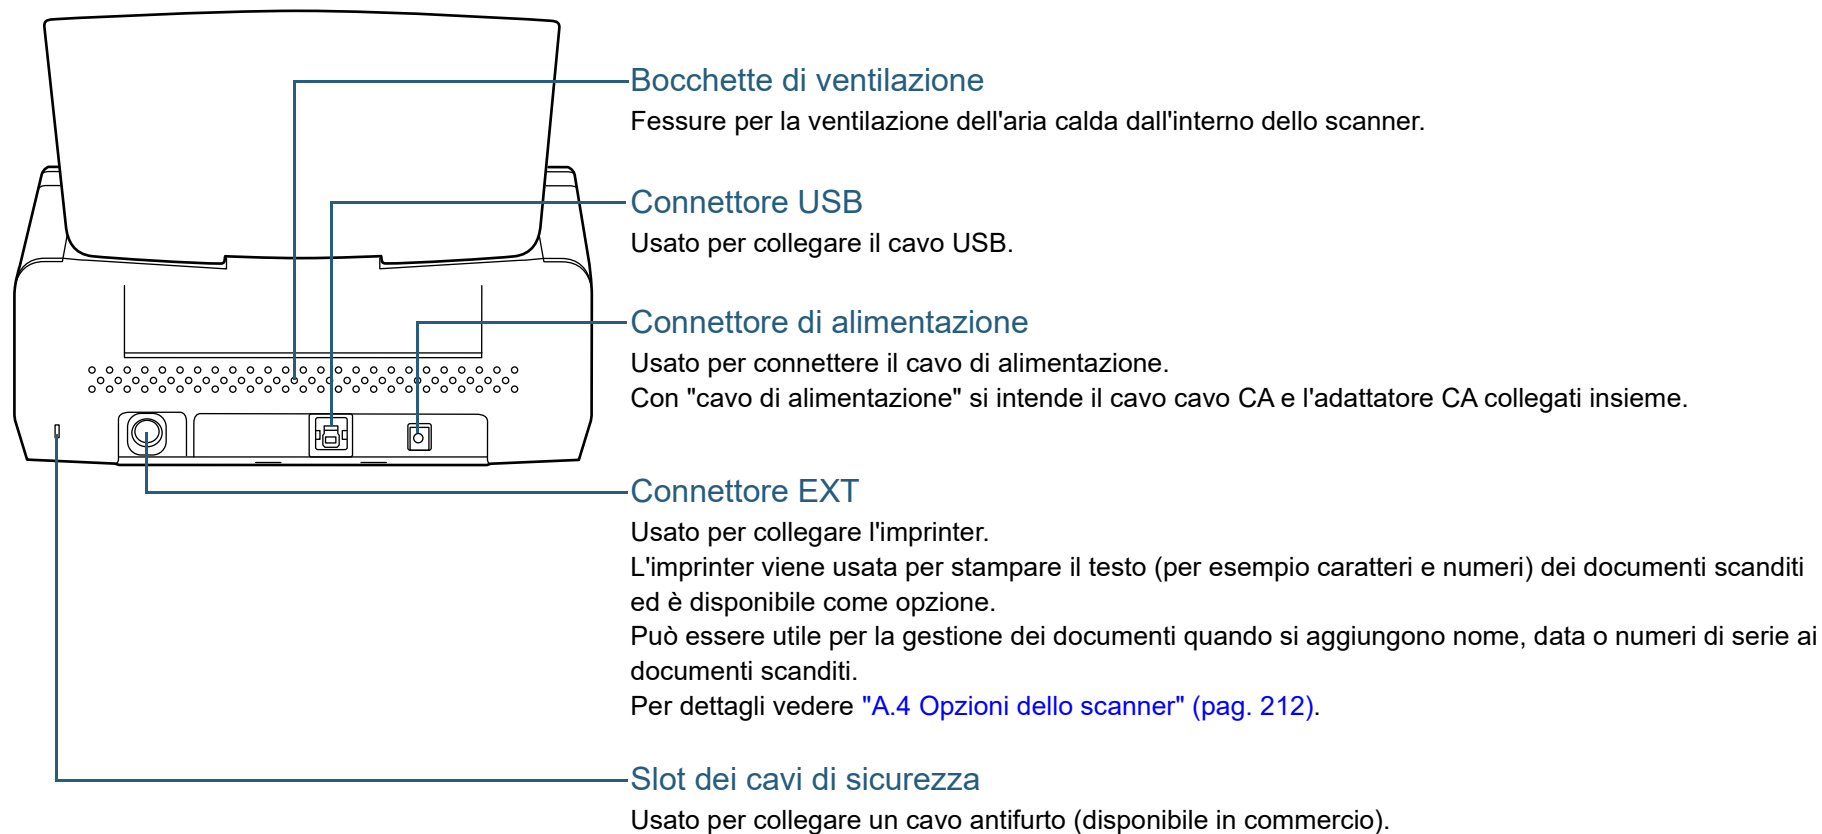 Bocchette di ventilazione
Fessure per la ventilazione dell'aria calda dall'interno dello scanner.
Connettore USB
Usato per collegare il cavo USB.
Connettore di alimentazione
Usato per connettere il cavo di alimentazione.
Con "cavo di alimentazione" si intende il cavo cavo CA e l'adattatore CA collegati insieme.
Connettore EXT
Usato per collegare l'imprinter.
L'imprinter viene usata per stampare il testo (per esempio caratteri e numeri) dei documenti scanditi
ed è disponibile come opzione.
Può essere utile per la gestione dei documenti quando si aggiungono nome, data o numeri di serie ai
documenti scanditi.
Per dettagli vedere "A.4 Opzioni dello scanner" (pag. 212).
Slot dei cavi di sicurezza
Usato per collegare un cavo antifurto (disponibile in commercio).